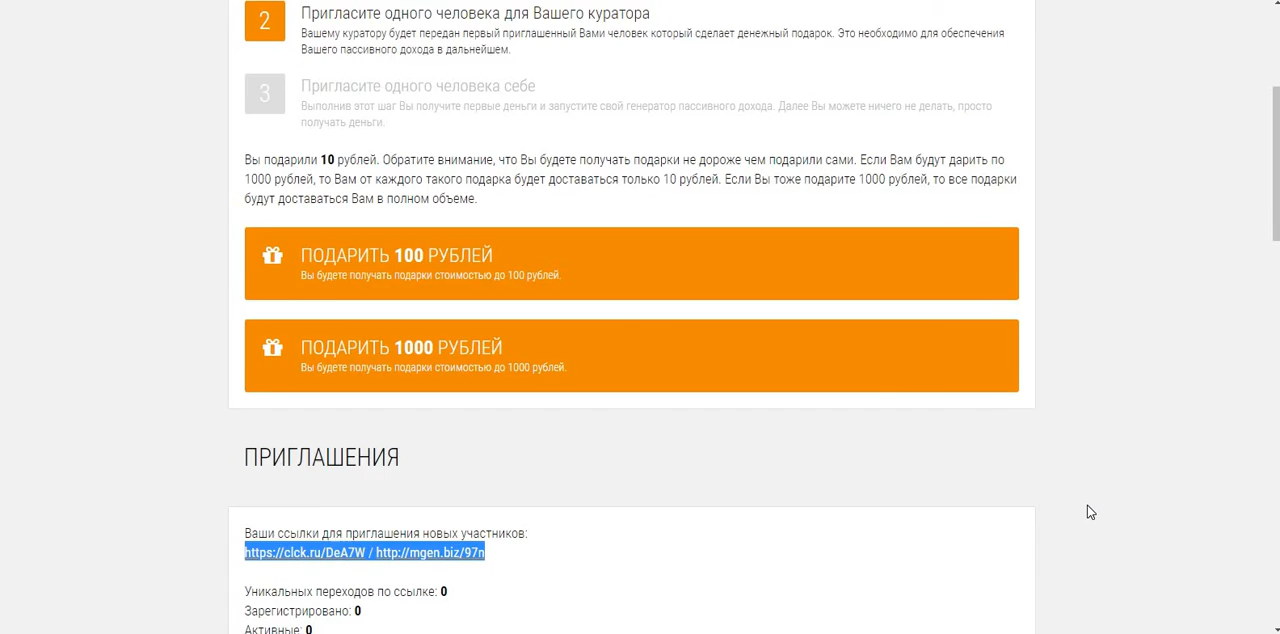 2
Пригласите одного человека для Вашего куратора
Вашему куратору будет передан первый приглашенный Вами человек который сделает денежный подарок. Это необходимо для обеспечения
Вашего пассивного дохода в дальнейшем.
3
Пригласите одного человека себе
Выполнив этот шаг Вы получите первые деньги и запустите свой генератор пассивного дохода. Далее Вы можете ничего не делать, просто
получать деньги.
Вы подарили 10 рублей. Обратите внимание, что Вы будете получать подарки не дороже чем подарили сами. Если Вам будут дарить по
1000 рублей, то Вам от каждого такого подарка будет доставаться только 10 рублей. Если Вы тоже подарите 1000 рублей, то все подарки
будут доставаться Вам в полном объеме.
ПОДАРИТЬ 100 РУБЛЕЙ
Вы будете получать подарки стоимостью до 100 рублей.
ПОДАРИТЬ 1000 РУБЛЕЙ
Вы будете получать подарки стоимостью до 1000 рублей.
ПРИГЛАШЕНИЯ
Ваши ссылки для приглашения новых участников:
https://clck.ru/DeA7W / http://mgen.biz/97n
Уникальных переходов по ссылке: 0
Зарегистрировано: 0
Активные: 0